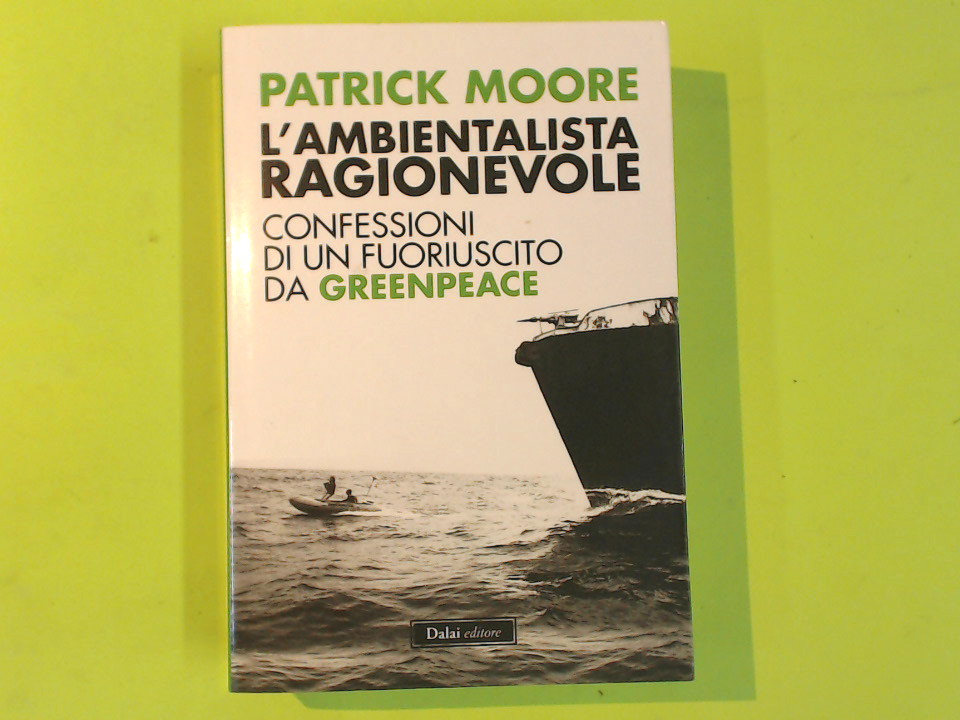 PATRICK MOORE
L'AMBIENTALISTA
RAGIONEVOLE
CONFESSIONI
DI UN FUORIUSCITO
DA GREENPEACE
Dalai editore